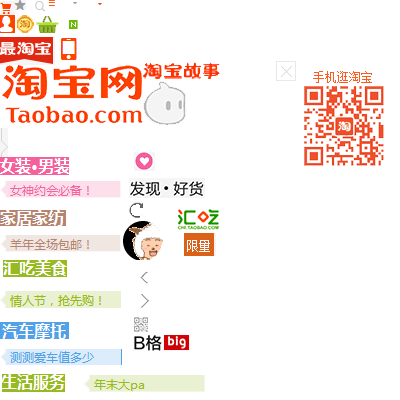 最淘宝
淘宝网
Taobao.com
淘宝故事
手机逛淘宝
淘
女装•男装
女神约会必备！
发现·好货
家居家纺
羊年全场包邮！
汇吃
CHI.TAOBAO.COM
限量
汇吃美食
情人节，抢先购！
汽车摩托
测测爱车值多少
B格 big
生活服务
年末大pa